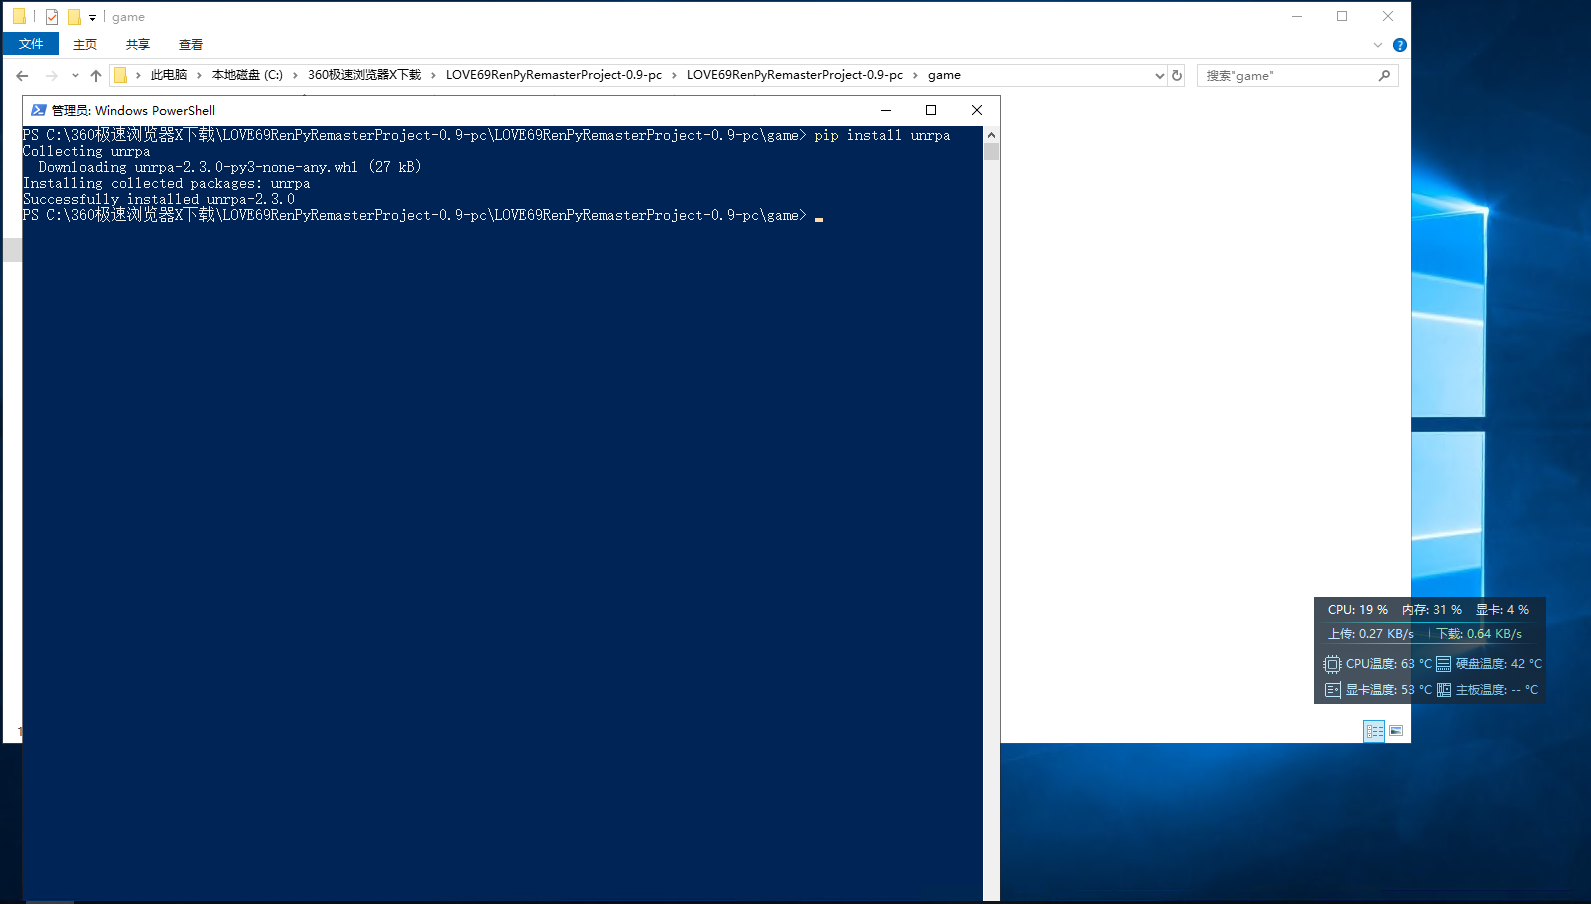 game
文件 主页 共享 查看
此电脑 › 本地磁盘 (C:) › 360极速浏览器X下载 › LOVE69RenPyRemasterProject-0.9-pc › LOVE69RenPyRemasterProject-0.9-pc › game
搜索"game"
管理员: Windows PowerShell
PS C:\360极速浏览器X下载\LOVE69RenPyRemasterProject-0.9-pc\LOVE69RenPyRemasterProject-0.9-pc\game> pip install unrpa
Collecting unrpa
Downloading unrpa-2.3.0-py3-none-any.whl (27 kB)
Installing collected packages: unrpa
Successfully installed unrpa-2.3.0
PS C:\360极速浏览器X下载\LOVE69RenPyRemasterProject-0.9-pc\LOVE69RenPyRemasterProject-0.9-pc\game>
CPU: 19 % 内存: 31 % 显卡: 4 %
上传: 0.27 KB/s 下载: 0.64 KB/s
CPU温度: 63 °C 硬盘温度: 42 °C
显卡温度: 53 °C 主板温度: -- °C